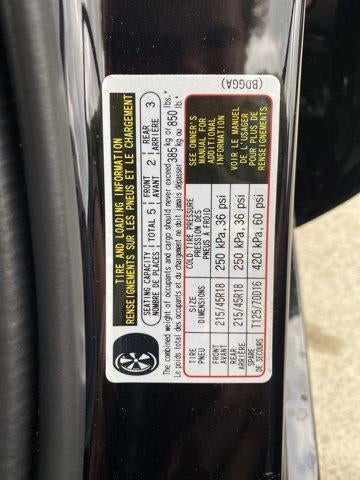 (BDGGA)
TIRE AND LOADING INFORMATION
RENSEIGNEMENTS SUR LES PNEUS ET LE CHARGEMENT
SEATING CAPACITY TOTAL 5 FRONT 2 REAR 3
NOMBRE DE PLACES AVANT ARRIÈRE
The combined weight of occupants and cargo should never exceed 385 kg or 850 lbs.
Le poids total des occupants et du chargement ne doit jamais dépasser 385 kg ou 850 lb.
TIRE SIZE COLD TIRE PRESSURE
PNEU DIMENSIONS PRESSION DES PNEUS A FROID
FRONT 215/45R18 250 kPa, 36 psi
AVANT
REAR 215/45R18 250 kPa, 36 psi
ARRIÈRE
SPARE T125/70D16 420 kPa, 60 psi
DE SECOURS
SEE OWNER'S
MANUAL FOR
ADDITIONAL
INFORMATION
VOIR LE MANUEL
DE L'USAGER
POUR PLUS DE
RENSEIGNEMENTS